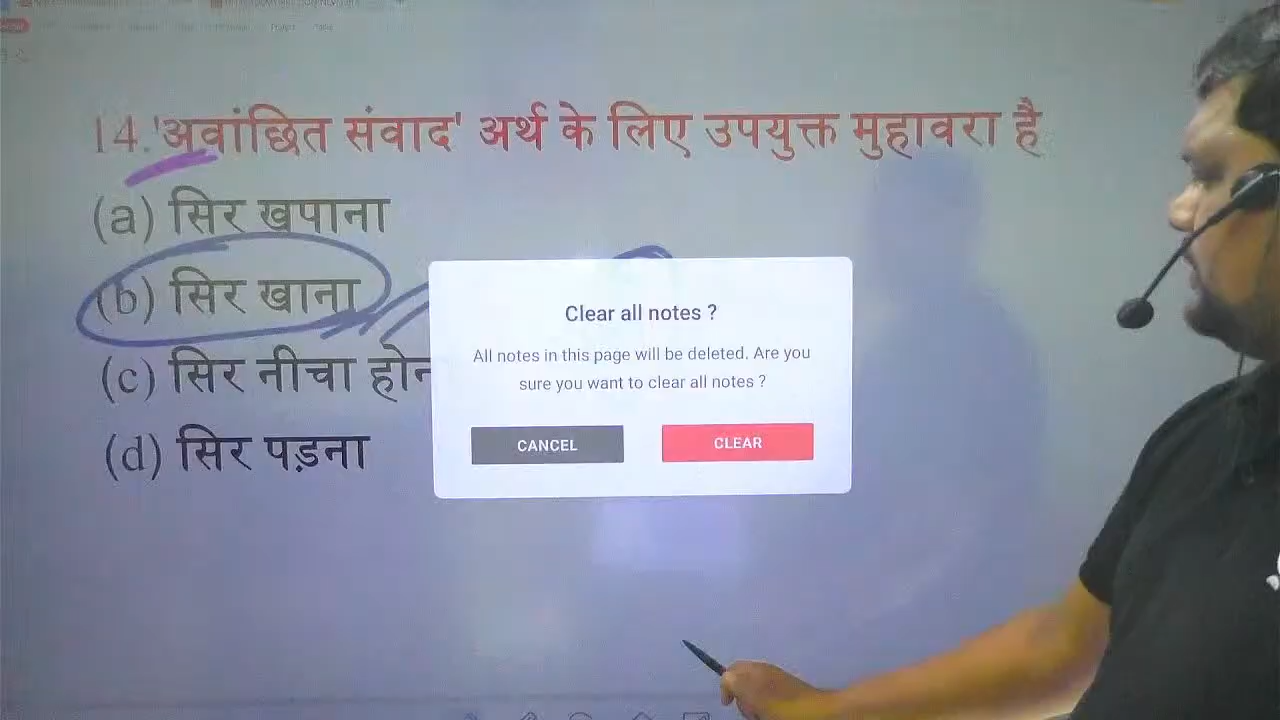 14.'अवांछित संवाद' अर्थ के लिए उपयुक्त मुहावरा है
(a) सिर खपाना
(b) सिर खाना
(c) सिर नीचा होन
(d) सिर पड़ना
Clear all notes ?
All notes in this page will be deleted. Are you
sure you want to clear all notes ?
CANCEL
CLEAR